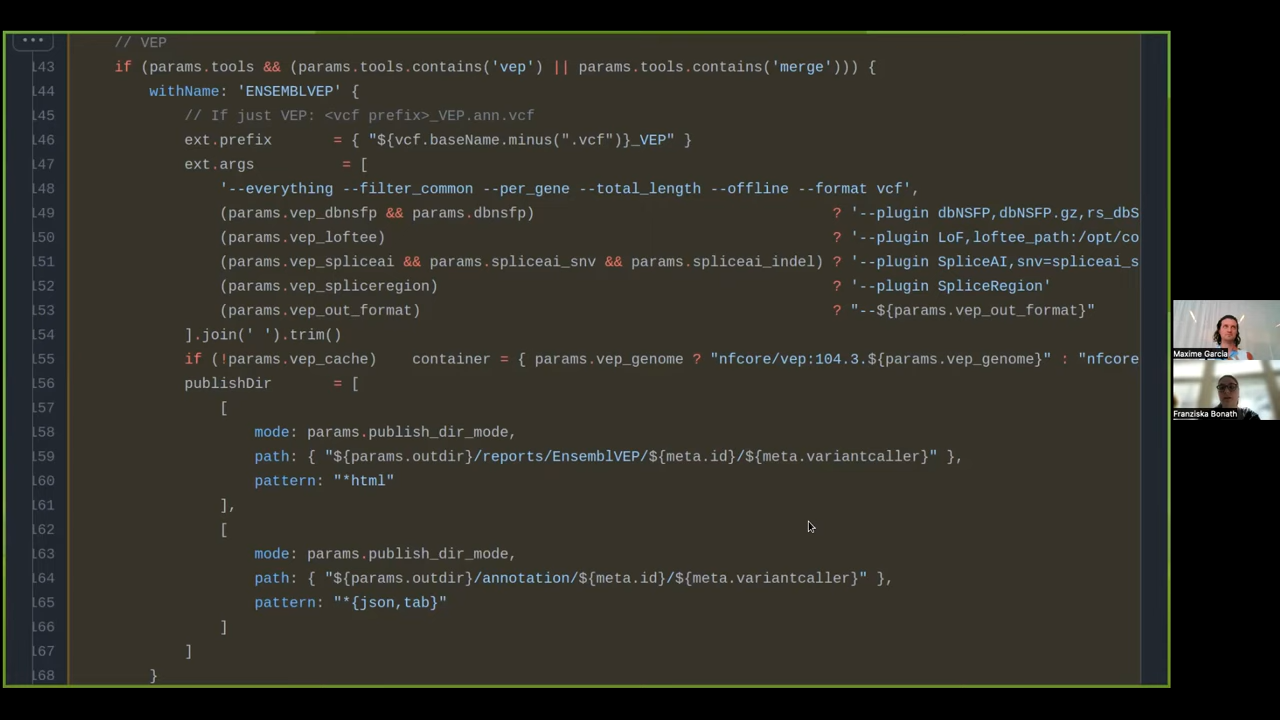 •••
// VEP
143 if (params.tools && (params.tools.contains('vep') || params.tools.contains('merge'))) {
144 withName: 'ENSEMBLVEP' {
145 // If just VEP: <vcf prefix>_VEP.ann.vcf
146 ext.prefix = { "${vcf.baseName.minus(".vcf")}_VEP" }
147 ext.args = [
148 '--everything --filter_common --per_gene --total_length --offline --format vcf',
149 (params.vep_dbnsfp && params.dbnsfp) ? '--plugin dbNSFP,dbNSFP.gz,rs_dbS
150 (params.vep_loftee) ? '--plugin LoF,loftee_path:/opt/co
151 (params.vep_spliceai && params.spliceai_snv && params.spliceai_indel) ? '--plugin SpliceAI,snv=spliceai_s
152 (params.vep_spliceregion) ? '--plugin SpliceRegion'
153 (params.vep_out_format) ? "--${params.vep_out_format}"
154 ].join(' ').trim()
155 if (!params.vep_cache) container = { params.vep_genome ? "nfcore/vep:104.3.${params.vep_genome}" : "nfcore
156 publishDir = [
157 [
158 mode: params.publish_dir_mode,
159 path: { "${params.outdir}/reports/EnsemblVEP/${meta.id}/${meta.variantcaller}" },
160 pattern: "*html"
161 ],
162 [
163 mode: params.publish_dir_mode,
164 path: { "${params.outdir}/annotation/${meta.id}/${meta.variantcaller}" },
165 pattern: "*{json,tab}"
166 ]
167 ]
168 }
Maxime Garcia
Franziska Bonath